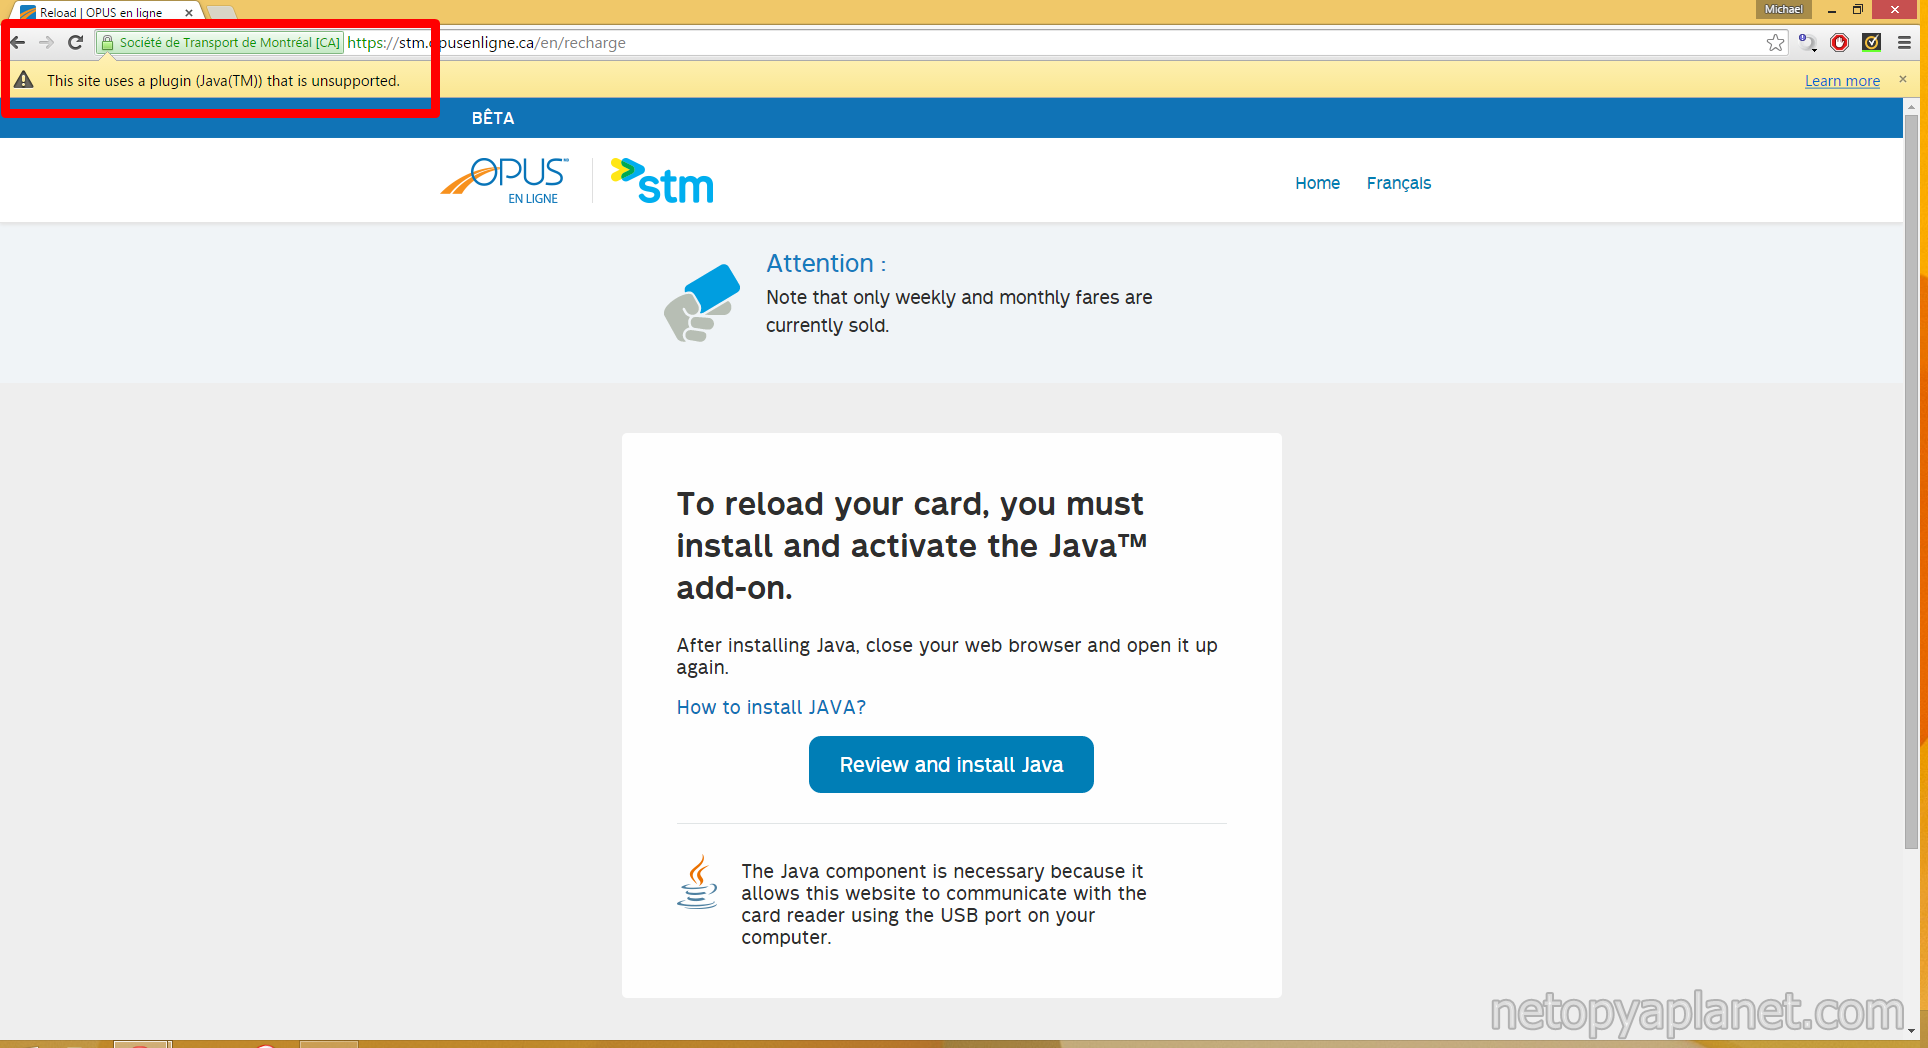 Reload | OPUS en ligne
Michael
Société de Transport de Montréal [CA] https://stm.opusenligne.ca/en/recharge
This site uses a plugin (Java(TM)) that is unsupported.
Learn more
BÊTA
OPUS MD
EN LIGNE
stm
Home Français
Attention :
Note that only weekly and monthly fares are
currently sold.
To reload your card, you must
install and activate the Java™
add-on.
After installing Java, close your web browser and open it up
again.
How to install JAVA?
Review and install Java
The Java component is necessary because it
allows this website to communicate with the
card reader using the USB port on your
computer.
netopyaplanet.com